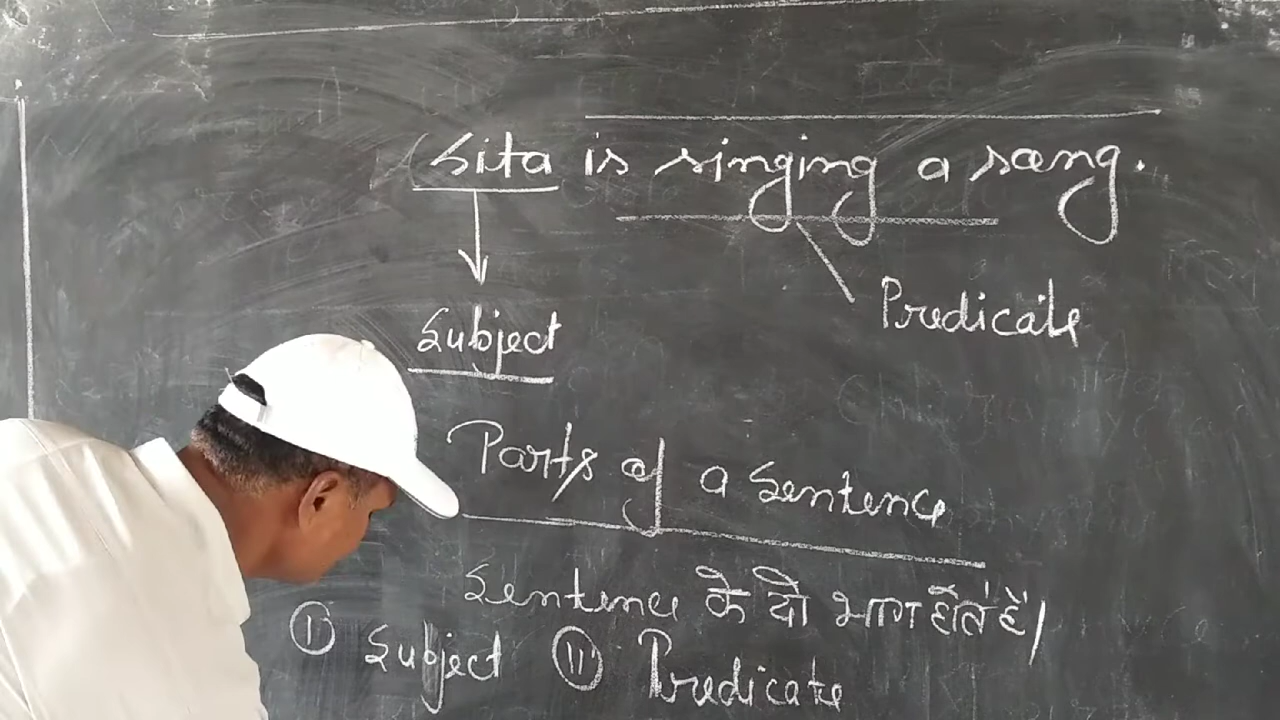 Sita is singing a song.
Predicate
Subject
Parts of a Sentence
Sentence के दो भाग होते हैं।
I Subject II Predicate